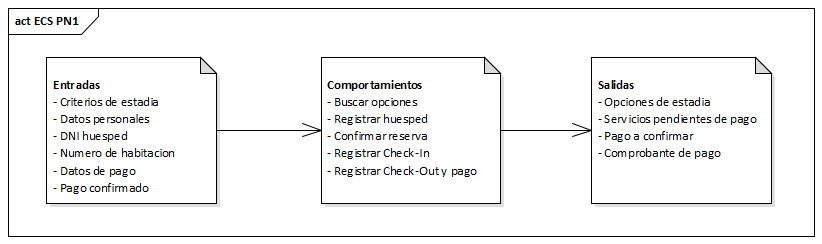 act ECS PN1
Entradas
- Criterios de estadia
- Datos personales
- DNI huesped
- Numero de habitacion
- Datos de pago
- Pago confirmado
Comportamientos
- Buscar opciones
- Registrar huesped
- Confirmar reserva
- Registrar Check-In
- Registrar Check-Out y pago
Salidas
- Opciones de estadia
- Servicios pendientes de pago
- Pago a confirmar
- Comprobante de pago